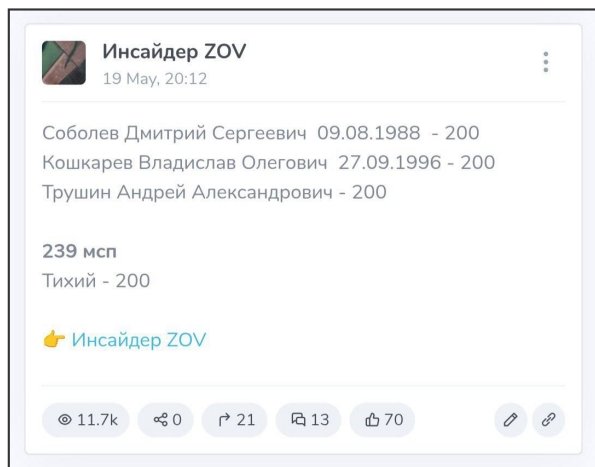 Инсайдер ZOV
19 May, 20:12
Соболев Дмитрий Сергеевич 09.08.1988 - 200
Кошкарев Владислав Олегович 27.09.1996 - 200
Трушин Андрей Александрович - 200
239 мсп
Тихий - 200
👉 Инсайдер ZOV
11.7k 0 21 13 70